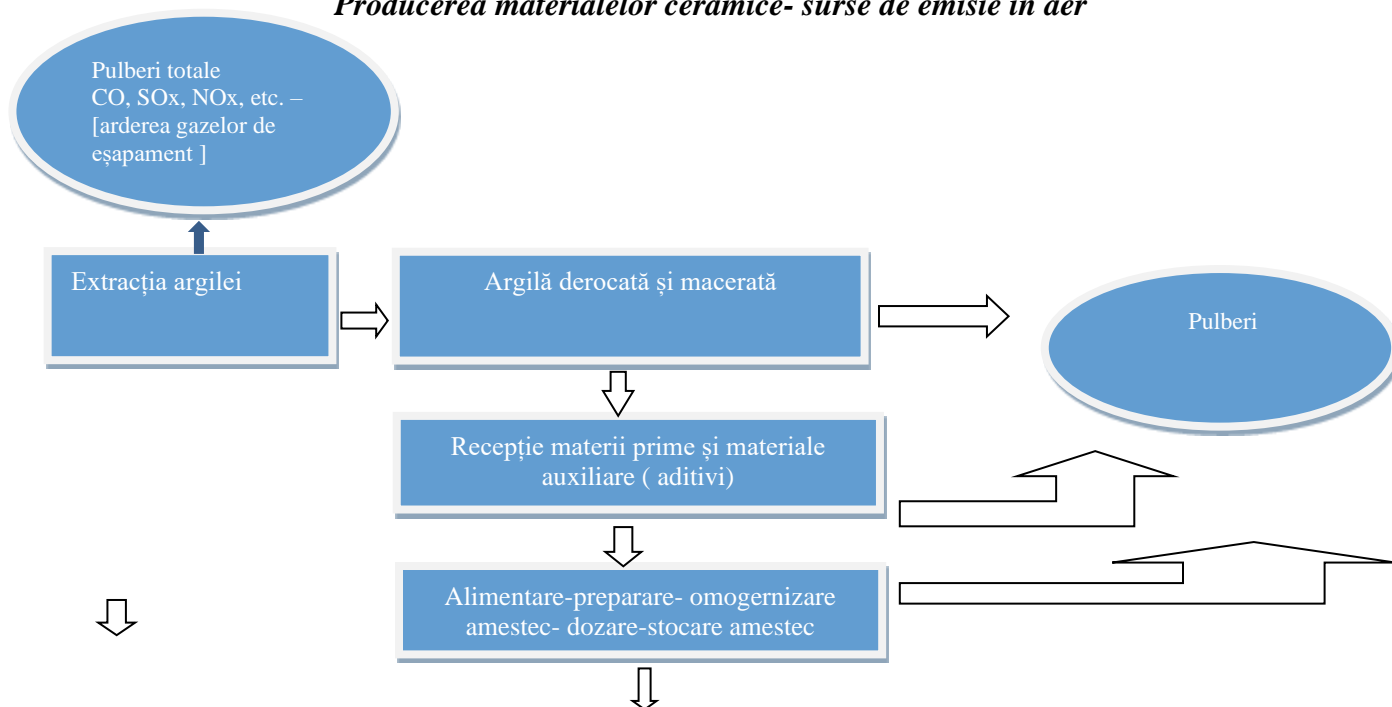 Producerea materialelor ceramice- surse de emisie in aer
Pulberi totale
CO, SOx, NOx, etc. –
[arderea gazelor de
eșapament ]
Extracția argilei
Argilă derocată și macerată
Pulberi
Recepție materii prime și materiale
auxiliare ( aditivi)
Alimentare-preparare- omogernizare
amestec- dozare-stocare amestec